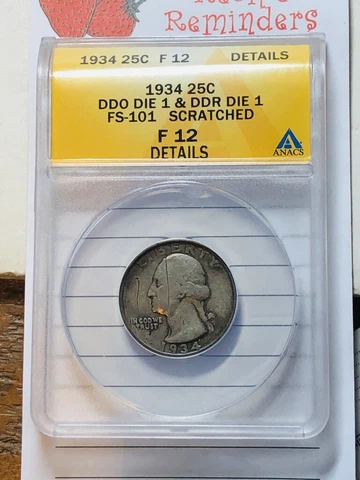 Reminders
1934 25C F 12 DETAILS
1934 25C
DDO DIE 1 & DDR DIE 1
FS-101 SCRATCHED
F 12
DETAILS
ANACS
LIBERTY
IN GOD WE
TRUST
1934